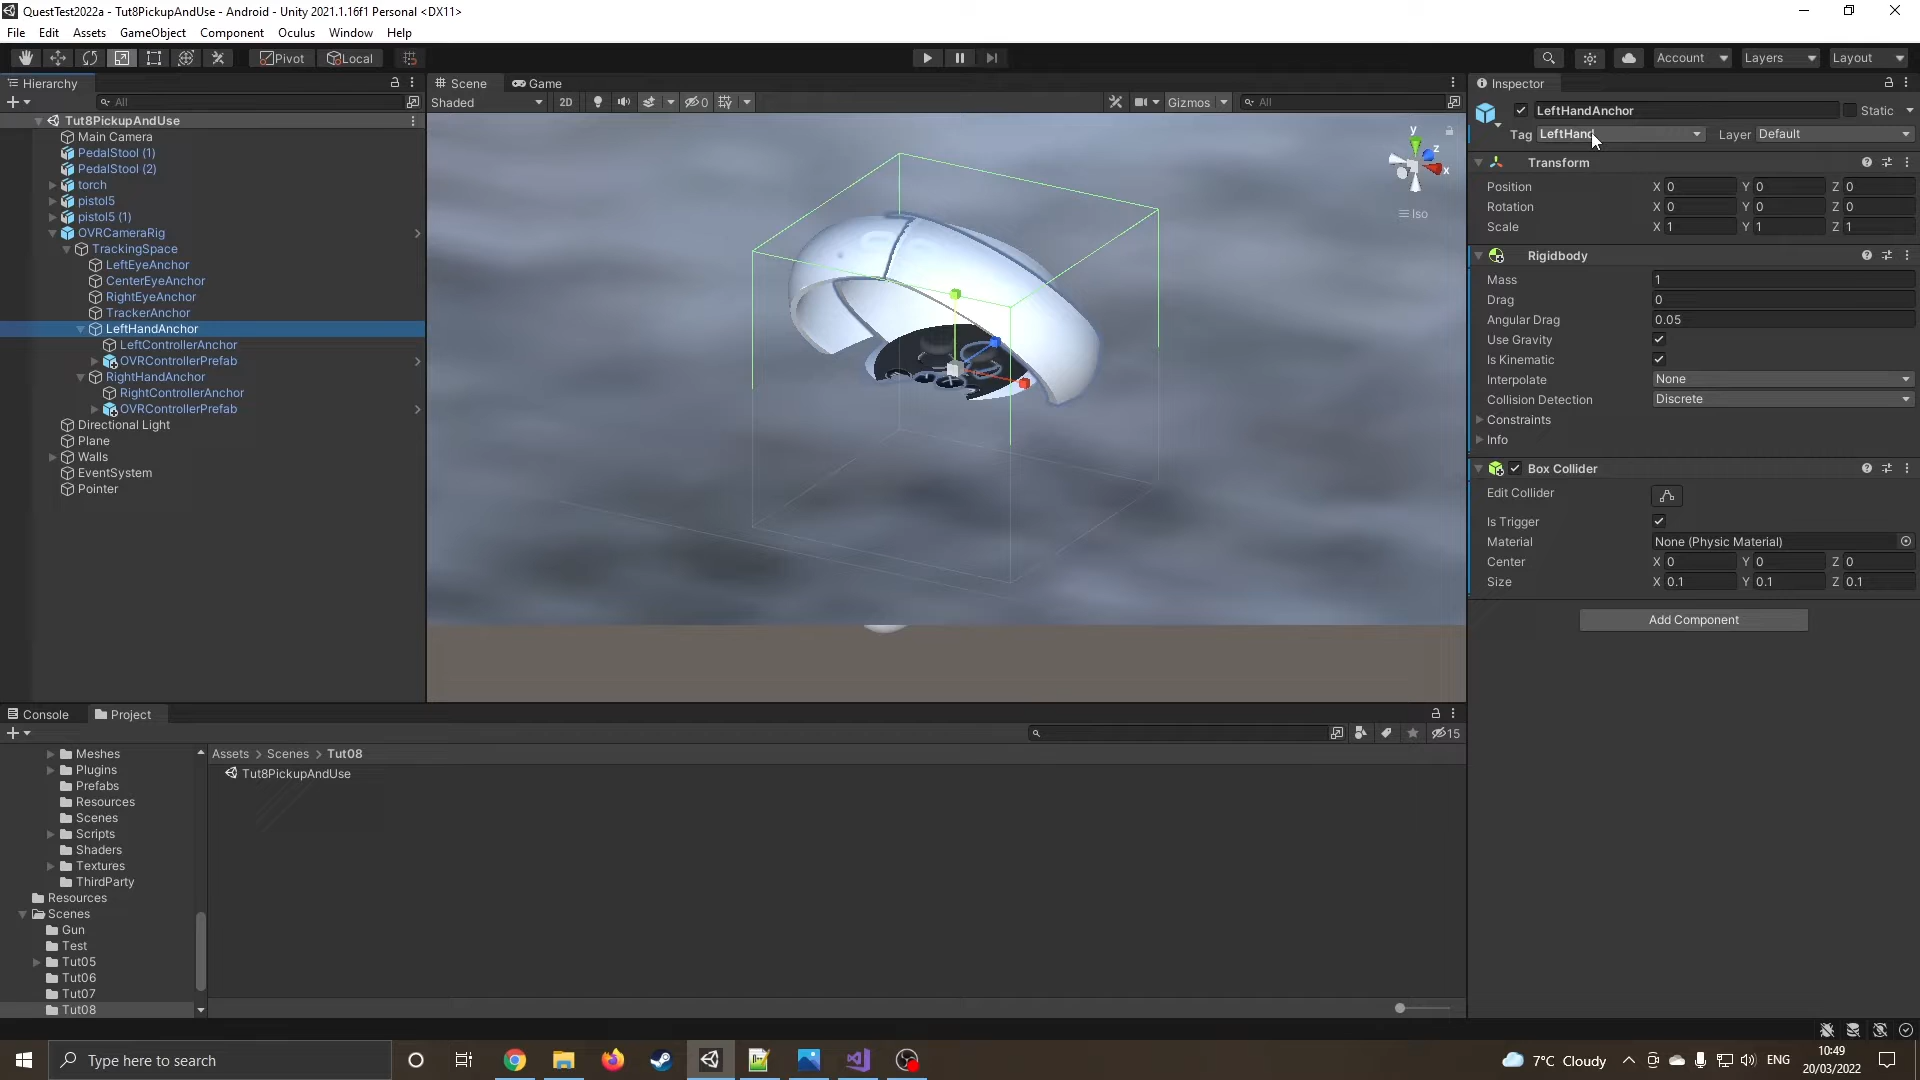 QuestTest2022a - Tut8PickupAndUse - Android - Unity 2021.1.16f1 Personal <DX11>
File Edit Assets GameObject Component Oculus Window Help
Pivot Local
Account Layers Layout
Hierarchy
All
Tut8PickupAndUse
Main Camera
PedalStool (1)
PedalStool (2)
torch
pistol5
pistol5 (1)
OVRCameraRig
TrackingSpace
LeftEyeAnchor
CenterEyeAnchor
RightEyeAnchor
TrackerAnchor
LeftHandAnchor
LeftControllerAnchor
OVRControllerPrefab
RightHandAnchor
RightControllerAnchor
OVRControllerPrefab
Directional Light
Plane
Walls
EventSystem
Pointer
Scene Game
Shaded 2D 0 Gizmos All
y
z
x
Iso
Inspector
LeftHandAnchor Static
Tag LeftHand Layer Default
Transform
Position X 0 Y 0 Z 0
Rotation X 0 Y 0 Z 0
Scale X 1 Y 1 Z 1
Rigidbody
Mass 1
Drag 0
Angular Drag 0.05
Use Gravity
Is Kinematic
Interpolate None
Collision Detection Discrete
Constraints
Info
Box Collider
Edit Collider
Is Trigger
Material None (Physic Material)
Center X 0 Y 0 Z 0
Size X 0.1 Y 0.1 Z 0.1
Add Component
Console Project
15
Meshes
Plugins
Prefabs
Resources
Scenes
Scripts
Shaders
Textures
ThirdParty
Resources
Scenes
Gun
Test
Tut05
Tut06
Tut07
Tut08
Assets > Scenes > Tut08
Tut8PickupAndUse
Type here to search
7°C Cloudy
ENG
10:49
20/03/2022